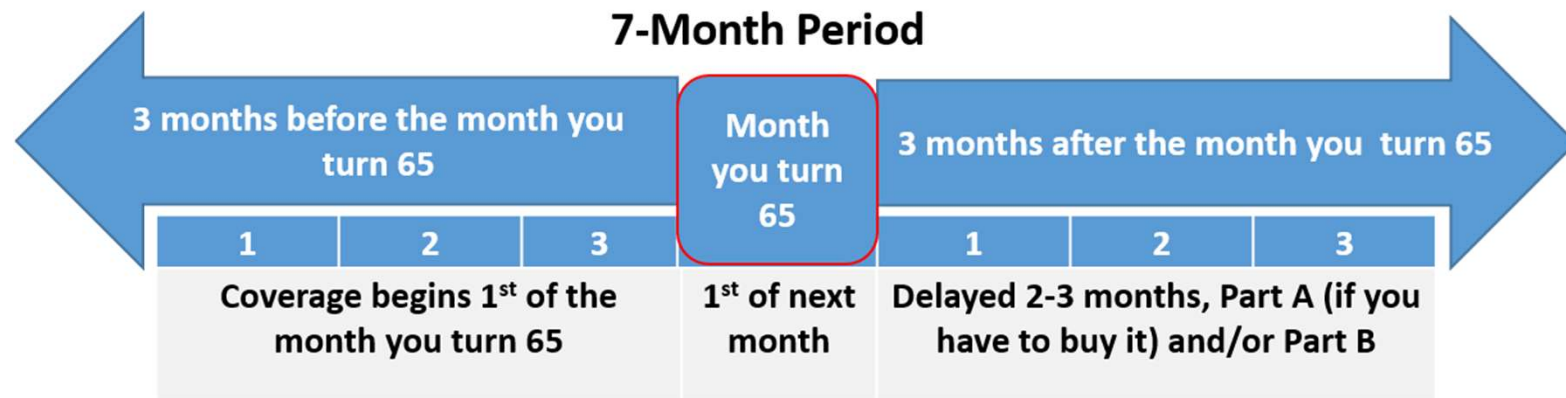 7-Month Period
3 months before the month you
turn 65
Month
you turn
65
3 months after the month you turn 65
1 2 3
1 2 3
Coverage begins 1st of the
month you turn 65
1st of next
month
Delayed 2-3 months, Part A (if you
have to buy it) and/or Part B